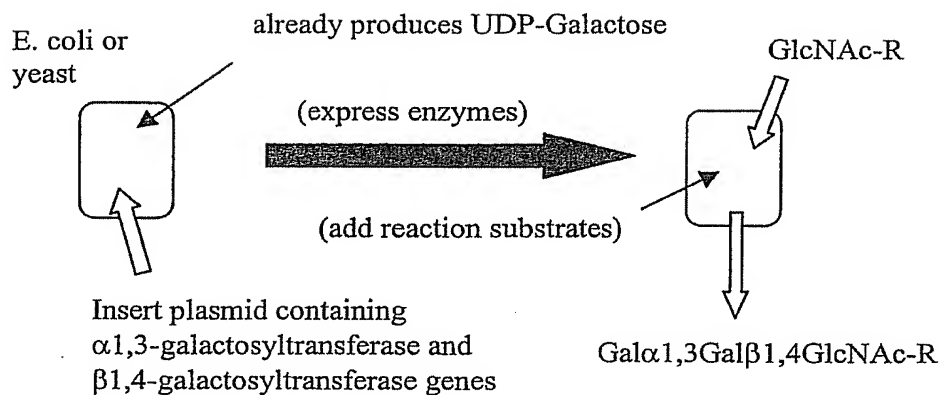 E. coli or
yeast
already produces UDP-Galactose
GlcNAc-R
(express enzymes)
(add reaction substrates)
Insert plasmid containing
α1,3-galactosyltransferase and
β1,4-galactosyltransferase genes
Galα1,3Galβ1,4GlcNAc-R